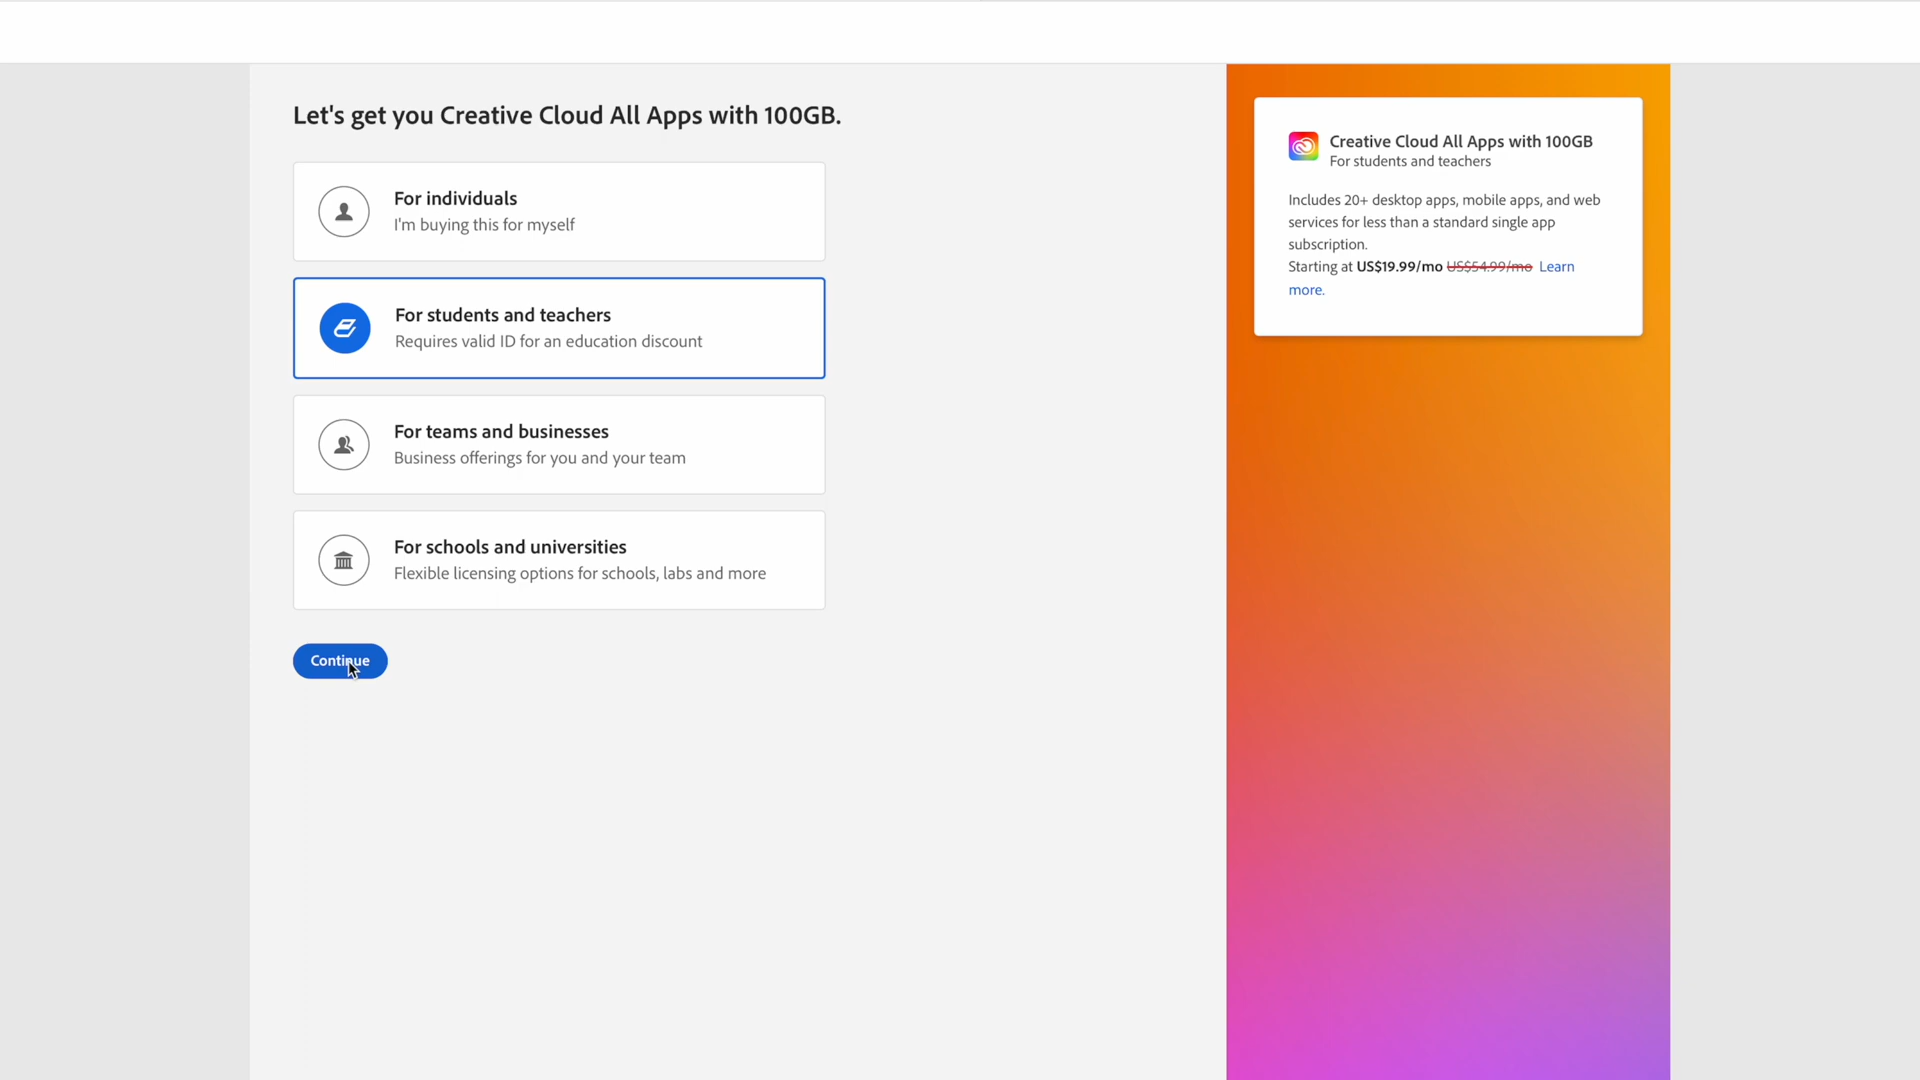 Let's get you Creative Cloud All Apps with 100GB.
For individuals
I'm buying this for myself
For students and teachers
Requires valid ID for an education discount
For teams and businesses
Business offerings for you and your team
For schools and universities
Flexible licensing options for schools, labs and more
Continue
Creative Cloud All Apps with 100GB
For students and teachers
Includes 20+ desktop apps, mobile apps, and web
services for less than a standard single app
subscription.
Starting at US$19.99/mo US$54.99/mo Learn
more.